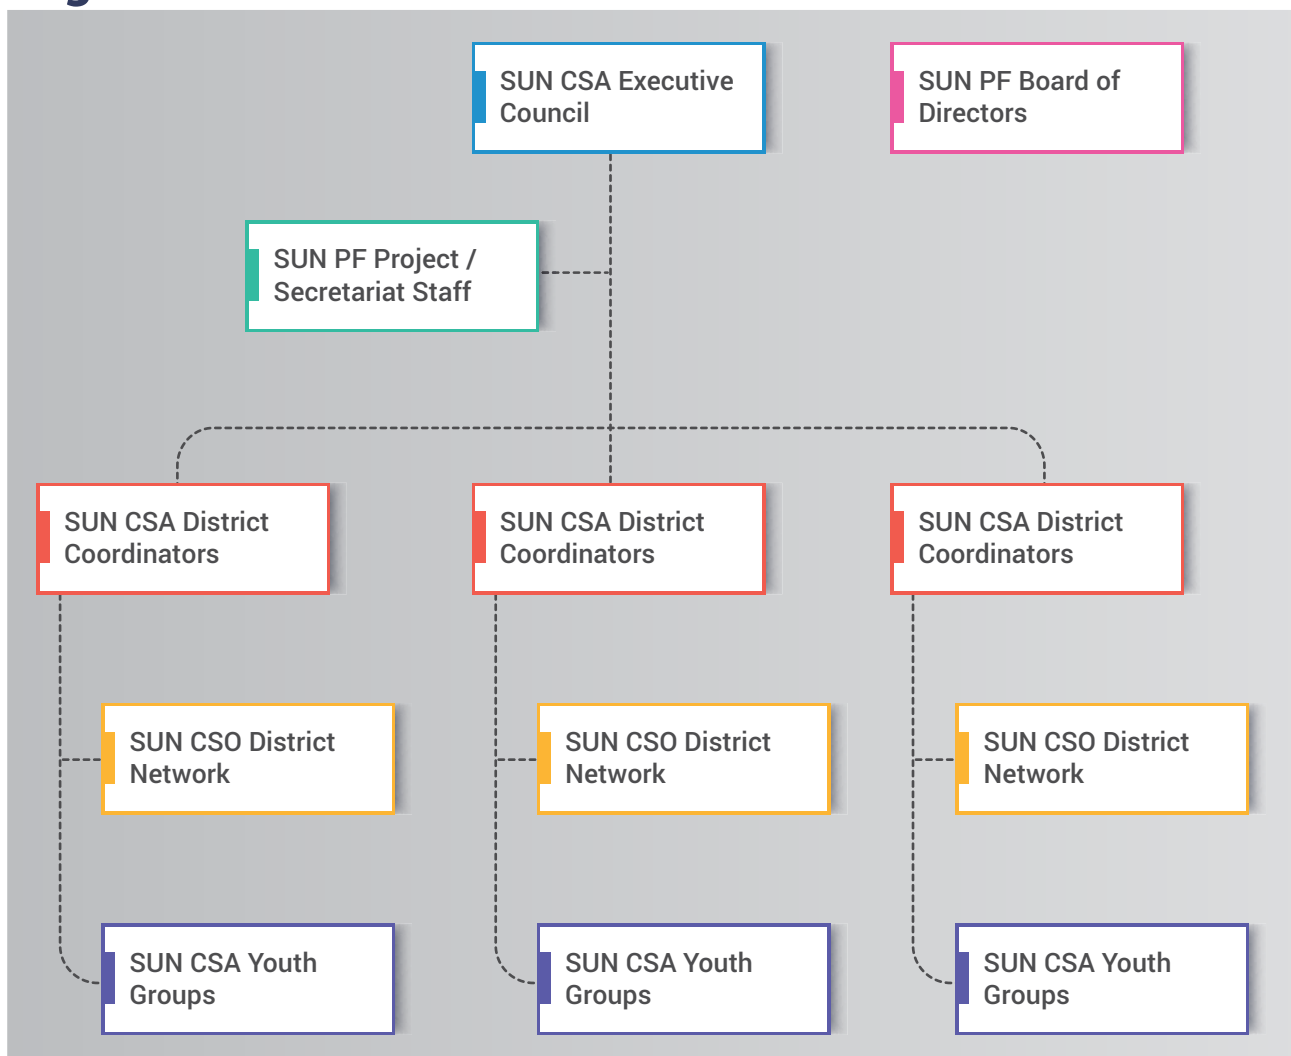 SUN CSA Executive
Council
SUN PF Board of
Directors
SUN PF Project /
Secretariat Staff
SUN CSA District
Coordinators
SUN CSA District
Coordinators
SUN CSA District
Coordinators
SUN CSO District
Network
SUN CSO District
Network
SUN CSO District
Network
SUN CSA Youth
Groups
SUN CSA Youth
Groups
SUN CSA Youth
Groups